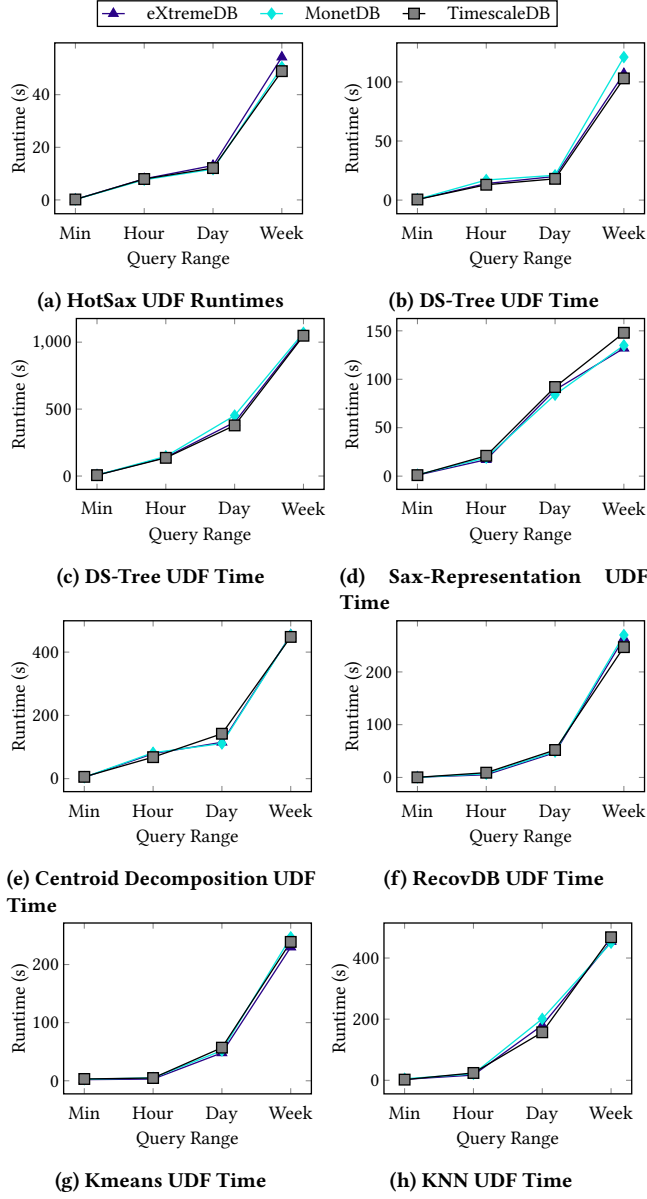 eXtremeDB MonetDB TimescaleDB
Runtime (s)
40
20
0
Min Hour Day Week
Query Range
(a) HotSax UDF Runtimes
Runtime (s)
100
50
0
Min Hour Day Week
Query Range
(b) DS-Tree UDF Time
Runtime (s)
1,000
500
0
Min Hour Day Week
Query Range
(c) DS-Tree UDF Time
Runtime (s)
150
100
50
0
Min Hour Day Week
Query Range
(d) Sax-Representation UDF
Time
Runtime (s)
400
200
0
Min Hour Day Week
Query Range
(e) Centroid Decomposition UDF
Time
Runtime (s)
200
100
0
Min Hour Day Week
Query Range
(f) RecovDB UDF Time
Runtime (s)
200
100
0
Min Hour Day Week
Query Range
(g) Kmeans UDF Time
Runtime (s)
400
200
0
Min Hour Day Week
Query Range
(h) KNN UDF Time